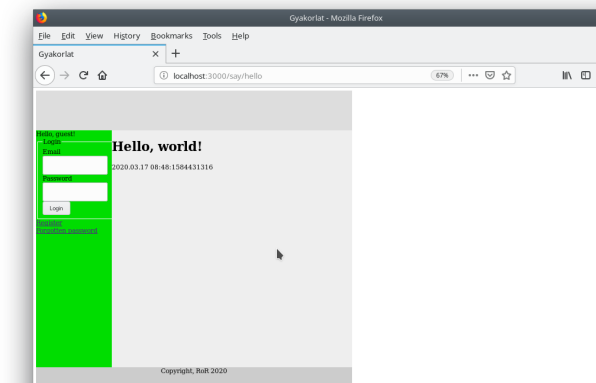 Gyakorlat - Mozilla Firefox
File Edit View History Bookmarks Tools Help
Gyakorlat
localhost:3000/say/hello
67%
Hello, guest!
Login
Email
Password
Login
Register
Forgotten password
Hello, world!
2020.03.17 08:48:1584431316
Copyright, RoR 2020